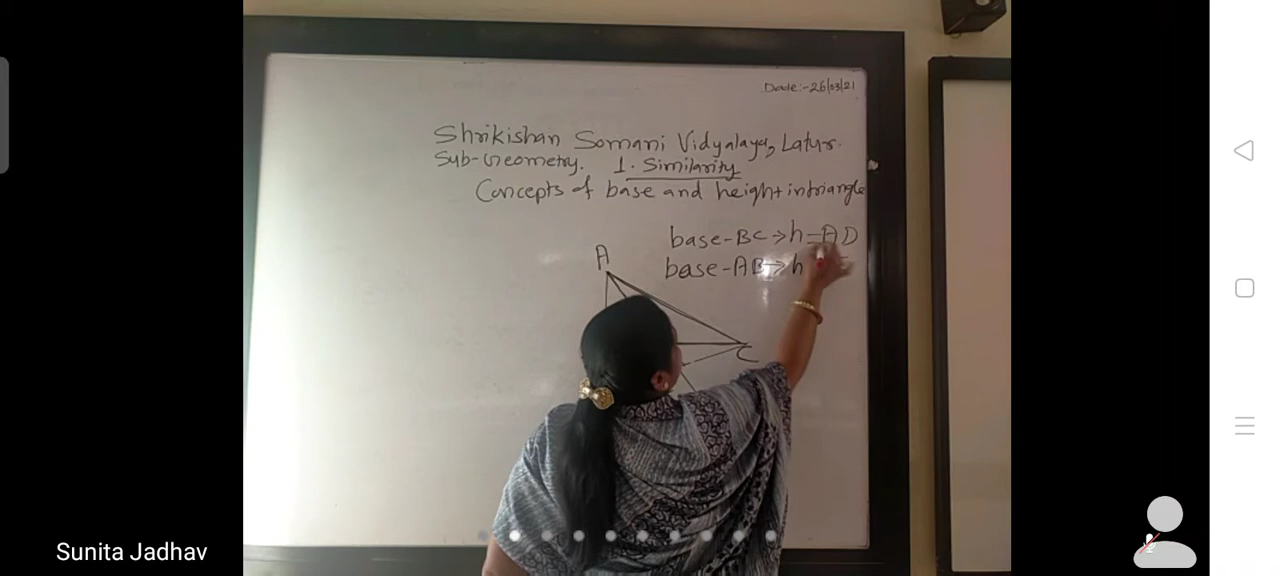 Date:-26/03/21
Shrikishan Somani Vidyalaya, Latur.
Sub-Geometry. 1. Similarity
Concepts of base and height in triangle
base-BC→h-AD
base-AB→h
A
C
Sunita Jadhav